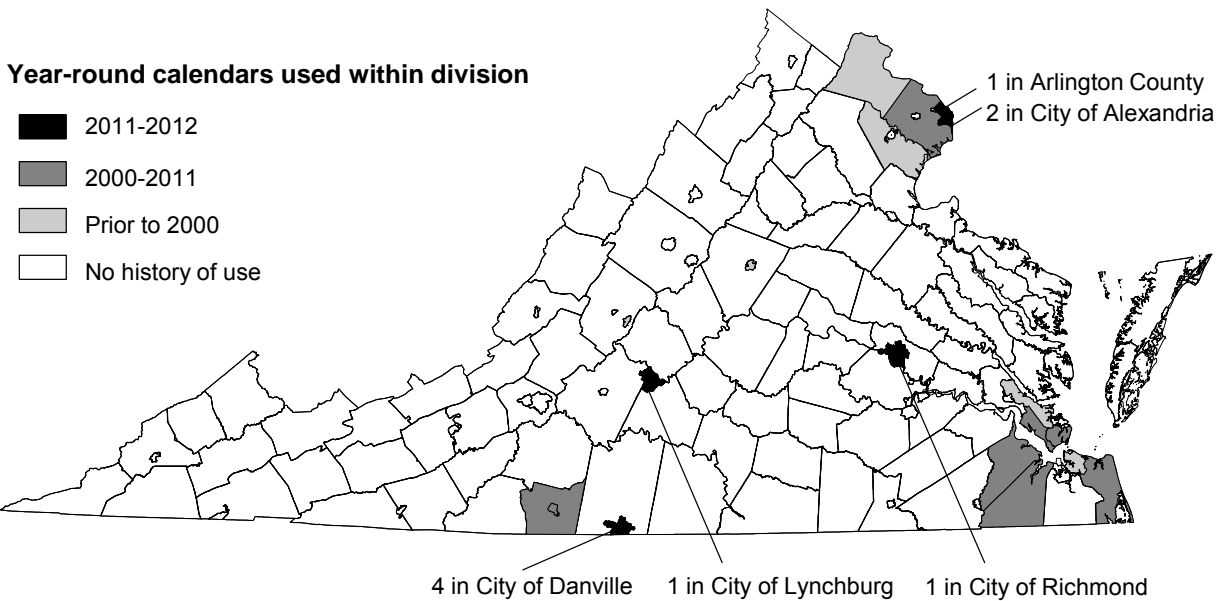 Year-round calendars used within division
2011-2012
2000-2011
Prior to 2000
No history of use
1 in Arlington County
2 in City of Alexandria
4 in City of Danville
1 in City of Lynchburg
1 in City of Richmond